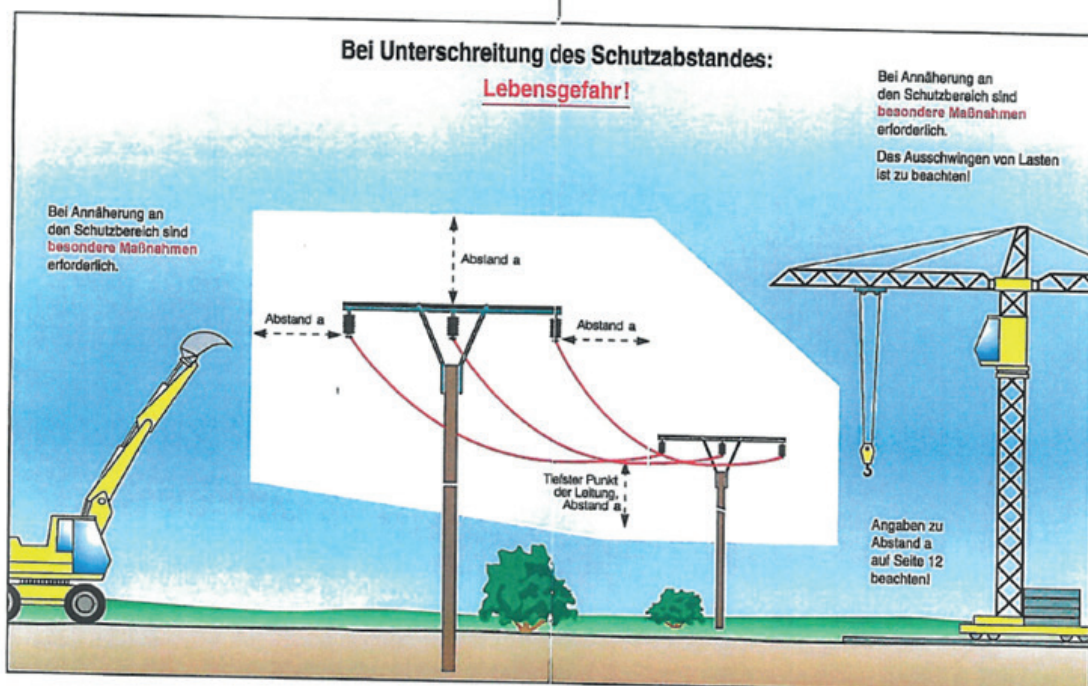 Bei Unterschreitung des Schutzabstandes:
Lebensgefahr!
Bei Annäherung an
den Schutzbereich sind
besondere Maßnahmen
erforderlich.
Das Ausschwingen von Lasten
ist zu beachten!
Bei Annäherung an
den Schutzbereich sind
besondere Maßnahmen
erforderlich.
Abstand a
Abstand a
Abstand a
Tiefster Punkt
der Leitung,
Abstand a
Angaben zu
Abstand a
auf Seite 12
beachten!